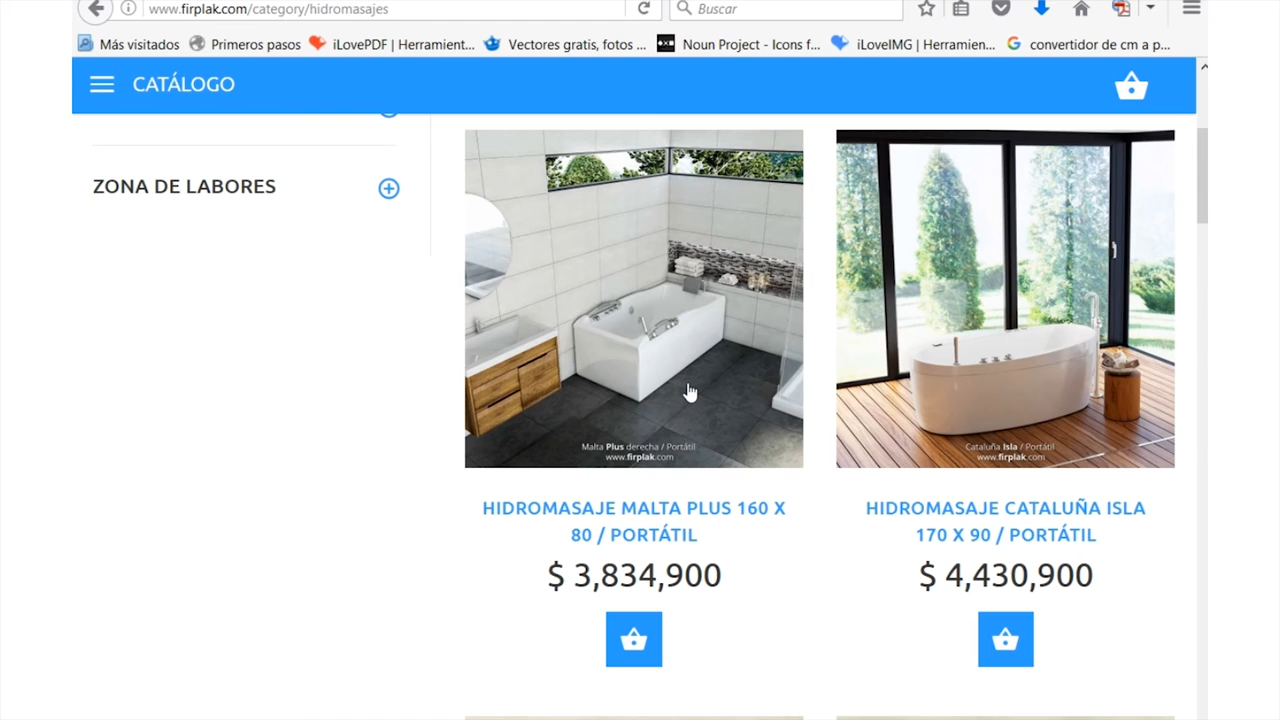 www.firplak.com/category/hidromasajes
Buscar
Más visitados
Primeros pasos
iLovePDF | Herramient...
Vectores gratis, fotos ...
Noun Project - Icons f...
iLoveIMG | Herramien...
convertidor de cm a p...
CATÁLOGO
ZONA DE LABORES
Malta Plus derecha / Portátil
www.firplak.com
Cataluña Isla / Portátil
www.firplak.com
HIDROMASAJE MALTA PLUS 160 X
80 / PORTÁTIL
$ 3,834,900
HIDROMASAJE CATALUÑA ISLA
170 X 90 / PORTÁTIL
$ 4,430,900